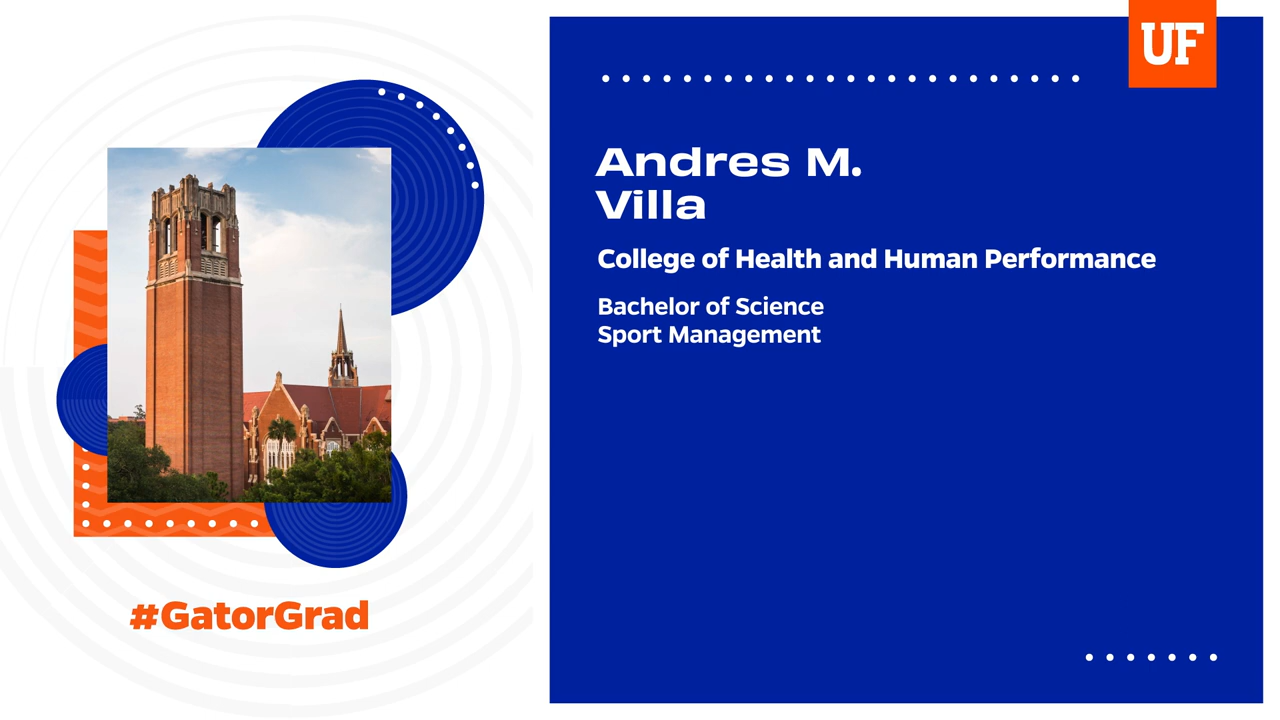 UF
Andres M.
Villa
College of Health and Human Performance
Bachelor of Science
Sport Management
#GatorGrad